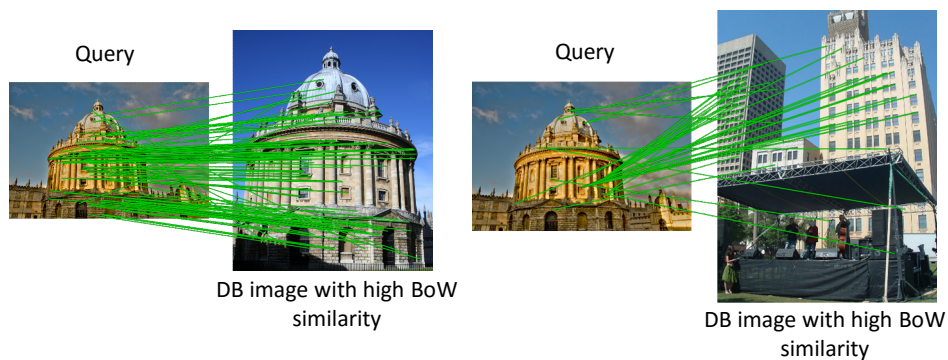 Query
DB image with high BoW
similarity
Query
DB image with high BoW
similarity